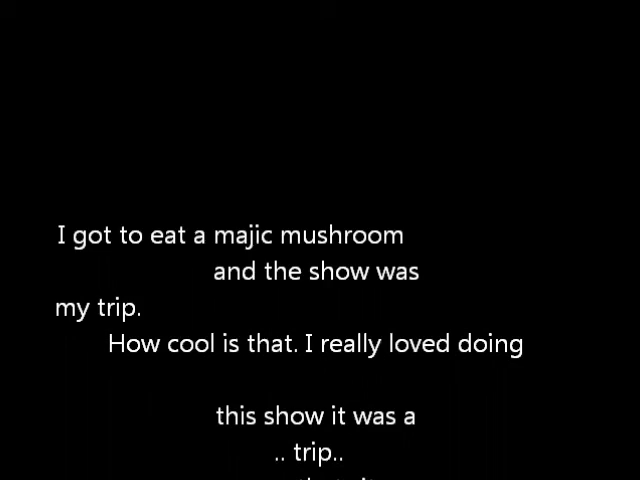 I got to eat a majic mushroom
and the show was
my trip.
How cool is that. I really loved doing
this show it was a
.. trip..